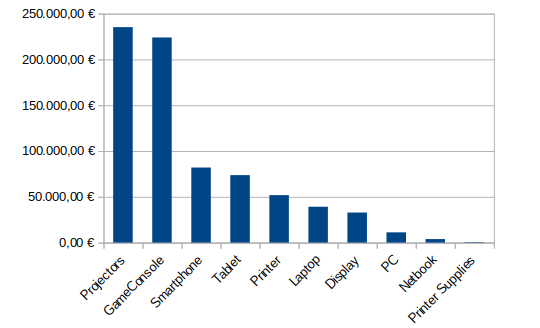 250.000,00 €
200.000,00 €
150.000,00 €
100.000,00 €
50.000,00 €
0,00 €
Projectors
GameConsole
Smartphone
Tablet
Printer
Laptop
Display
PC
Netbook
Printer Supplies